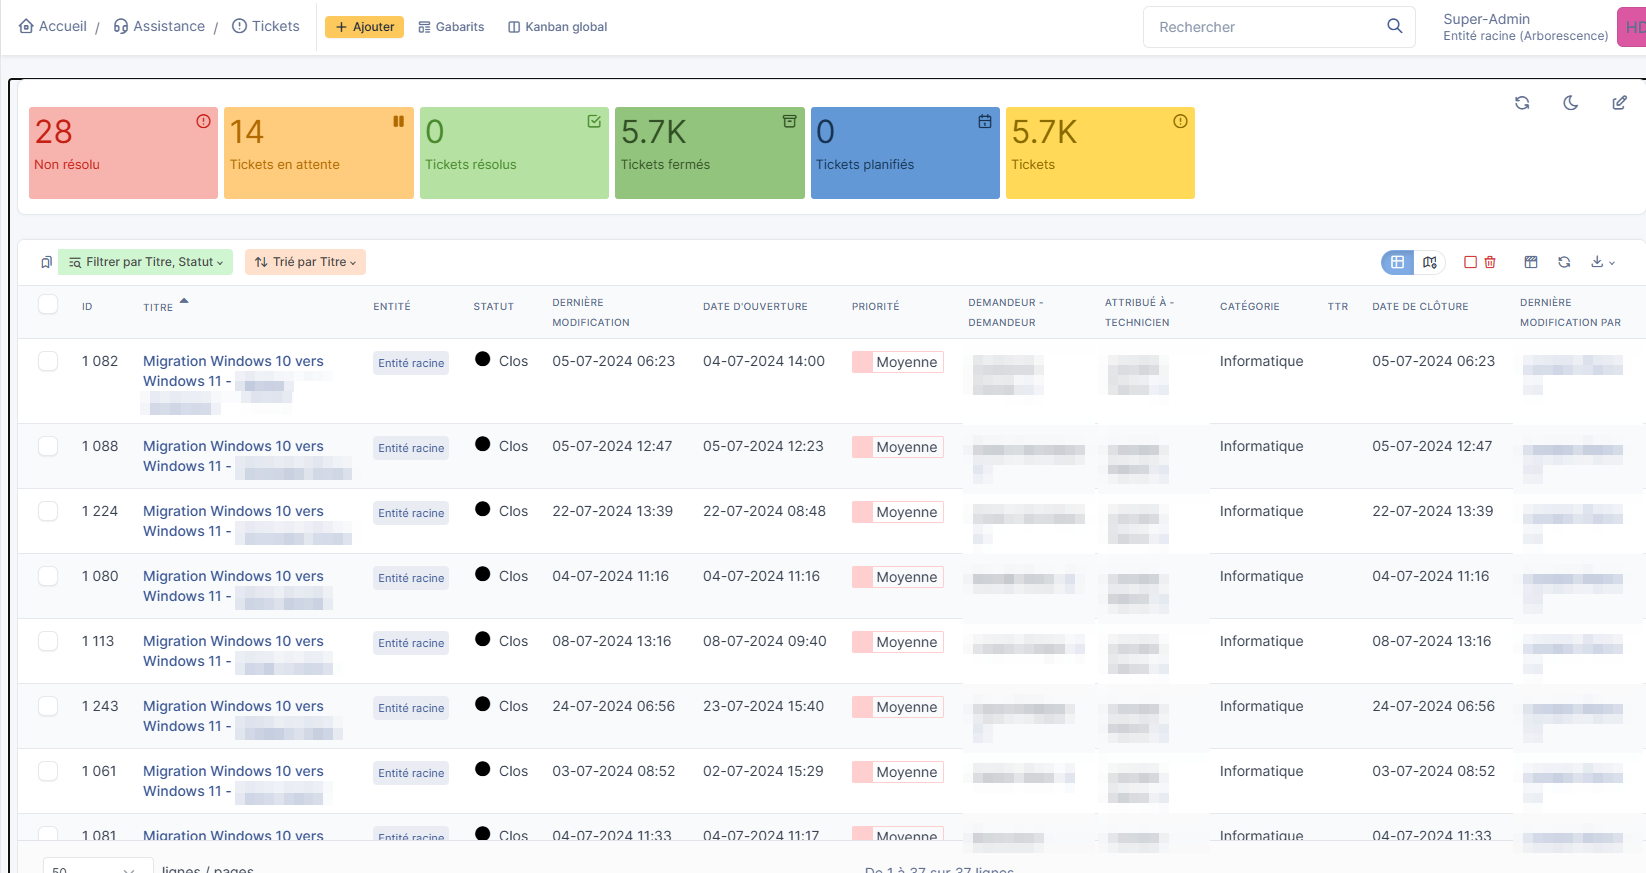 Accueil / Assistance / Tickets
Ajouter
Gabarits
Kanban global
Rechercher
Super-Admin
Entité racine (Arborescence)
HD
28
Non résolu
14
Tickets en attente
0
Tickets résolus
5.7K
Tickets fermés
0
Tickets planifiés
5.7K
Tickets
Filtrer par Titre, Statut
Trié par Titre
ID
TITRE
ENTITÉ
STATUT
DERNIÈRE
MODIFICATION
DATE D'OUVERTURE
PRIORITÉ
DEMANDEUR -
DEMANDEUR
ATTRIBUÉ À -
TECHNICIEN
CATÉGORIE
TTR
DATE DE CLÔTURE
DERNIÈRE
MODIFICATION PAR
1 082
Migration Windows 10 vers
Windows 11 -
Entité racine
Clos
05-07-2024 06:23
04-07-2024 14:00
Moyenne
Informatique
05-07-2024 06:23
1 088
Migration Windows 10 vers
Windows 11 -
Entité racine
Clos
05-07-2024 12:47
05-07-2024 12:23
Moyenne
Informatique
05-07-2024 12:47
1 224
Migration Windows 10 vers
Windows 11 -
Entité racine
Clos
22-07-2024 13:39
22-07-2024 08:48
Moyenne
Informatique
22-07-2024 13:39
1 080
Migration Windows 10 vers
Windows 11 -
Entité racine
Clos
04-07-2024 11:16
04-07-2024 11:16
Moyenne
Informatique
04-07-2024 11:16
1 113
Migration Windows 10 vers
Windows 11 -
Entité racine
Clos
08-07-2024 13:16
08-07-2024 09:40
Moyenne
Informatique
08-07-2024 13:16
1 243
Migration Windows 10 vers
Windows 11 -
Entité racine
Clos
24-07-2024 06:56
23-07-2024 15:40
Moyenne
Informatique
24-07-2024 06:56
1 061
Migration Windows 10 vers
Windows 11 -
Entité racine
Clos
03-07-2024 08:52
02-07-2024 15:29
Moyenne
Informatique
03-07-2024 08:52
1 081
Migration Windows 10 vers
Entité racine
Clos
04-07-2024 11:33
04-07-2024 11:17
Moyenne
Informatique
04-07-2024 11:33
50
lignes / pages
De 1 à 37 sur 37 lignes